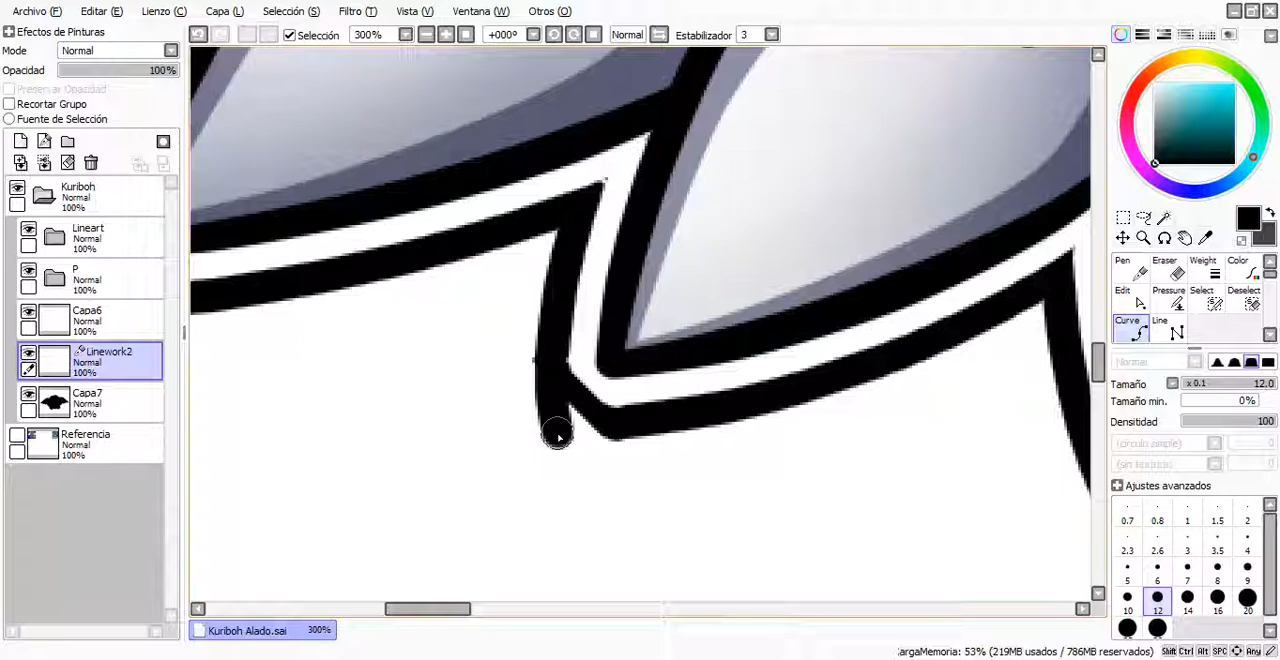 Archivo (F) Editar (E) Lienzo (C) Capa (L) Selección (S) Filtro (T) Vista (V) Ventana (W) Otros (O)
Efectos de Pinturas
Selección 300% +000º Normal Estabilizador 3
Mode Normal
Opacidad 100%
Preservar Opacidad
Recortar Grupo
Fuente de Selección
Kuriboh
Normal
100%
Lineart
Normal
100%
P
Normal
100%
Capa6
Normal
100%
Linework2
Normal
100%
Capa7
Normal
100%
Referencia
Normal
100%
Pen Eraser Weight Color
Edit Pressure Select Deselect
Curve Line
Normal
Tamaño x 0.1 12.0
Tamaño min. 0%
Densitidad 100
(círculo simple) 0
(sin textura) 0
Ajustes avanzados
0.7 0.8 1 1.5 2
2.3 2.6 3 3.5 4
5 6 7 8 9
10 12 14 16 20
Kuriboh Alado.sai 300%
argaMemoria: 53% (219MB usados / 786MB reservados) Shift Ctrl Alt SPC Any